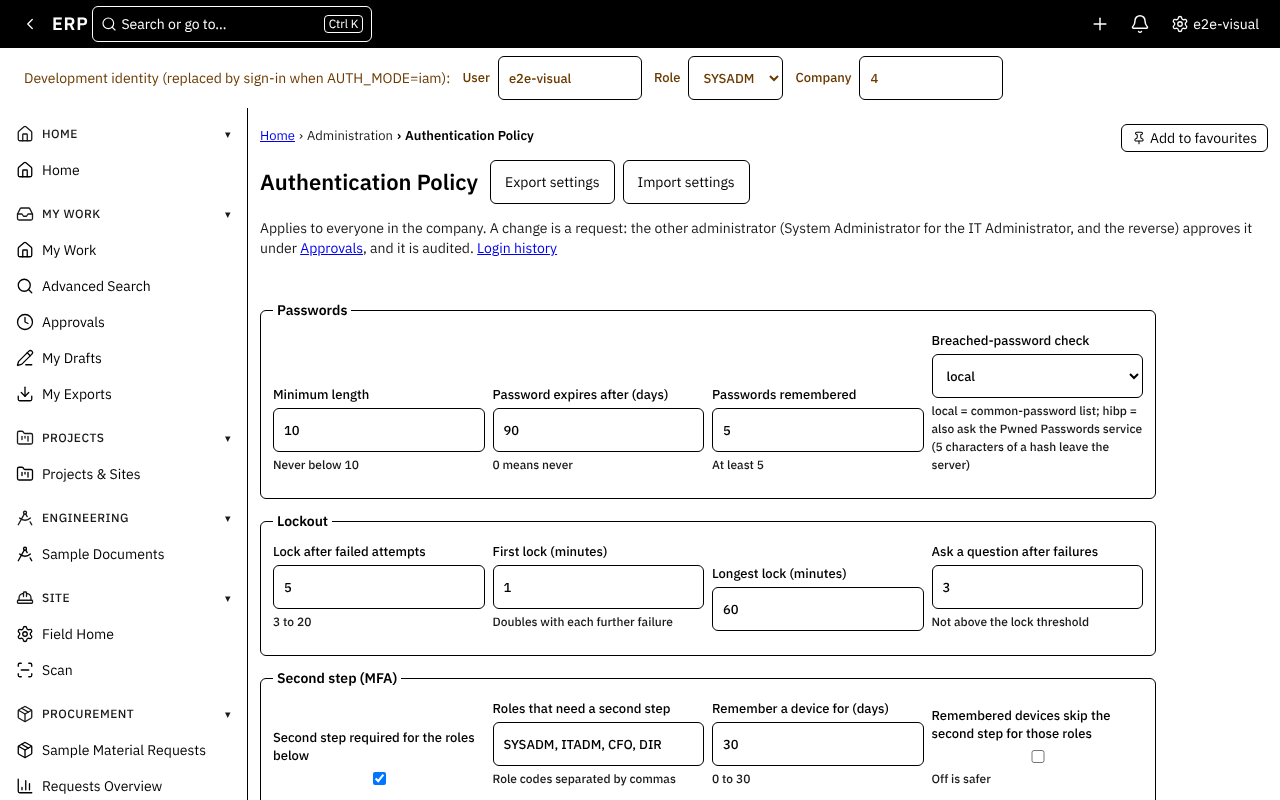 ERP
Search or go to...
Ctrl K
e2e-visual
Development identity (replaced by sign-in when AUTH_MODE=iam):
User
e2e-visual
Role
SYSADM
Company
4
HOME
Home
MY WORK
My Work
Advanced Search
Approvals
My Drafts
My Exports
PROJECTS
Projects & Sites
ENGINEERING
Sample Documents
SITE
Field Home
Scan
PROCUREMENT
Sample Material Requests
Requests Overview
Home › Administration › Authentication Policy
Add to favourites
Authentication Policy
Export settings
Import settings
Applies to everyone in the company. A change is a request: the other administrator (System Administrator for the IT Administrator, and the reverse) approves it
under Approvals, and it is audited. Login history
Passwords
Minimum length
10
Never below 10
Password expires after (days)
90
0 means never
Passwords remembered
5
At least 5
Breached-password check
local
local = common-password list; hibp =
also ask the Pwned Passwords service
(5 characters of a hash leave the
server)
Lockout
Lock after failed attempts
5
3 to 20
First lock (minutes)
1
Doubles with each further failure
Longest lock (minutes)
60
Ask a question after failures
3
Not above the lock threshold
Second step (MFA)
Second step required for the roles
below
Roles that need a second step
SYSADM, ITADM, CFO, DIR
Role codes separated by commas
Remember a device for (days)
30
0 to 30
Remembered devices skip the
second step for those roles
Off is safer